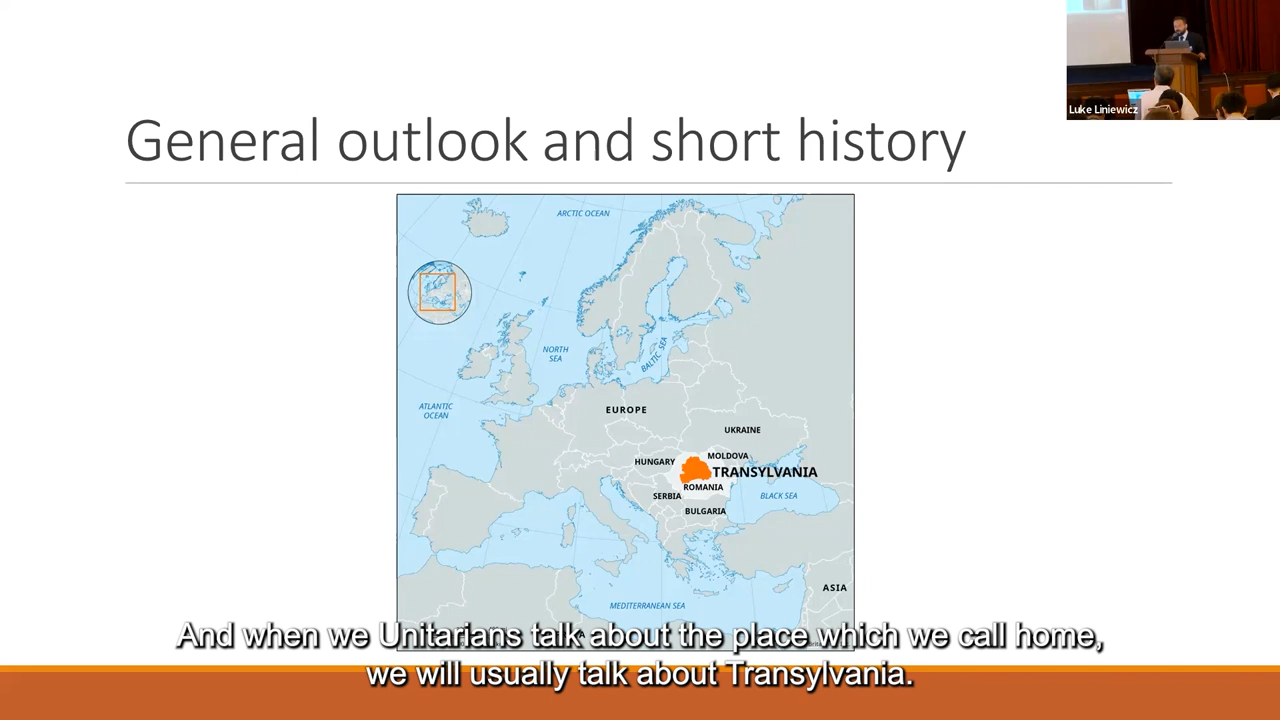 Luke Liniewicz
General outlook and short history
ARCTIC OCEAN
NORTH
SEA
BALTIC SEA
ATLANTIC
OCEAN
EUROPE
UKRAINE
HUNGARY
MOLDOVA
TRANSYLVANIA
ROMANIA
SERBIA
BLACK SEA
BULGARIA
ASIA
MEDITERRANEAN SEA
And when we Unitarians talk about the place which we call home,
we will usually talk about Transylvania.